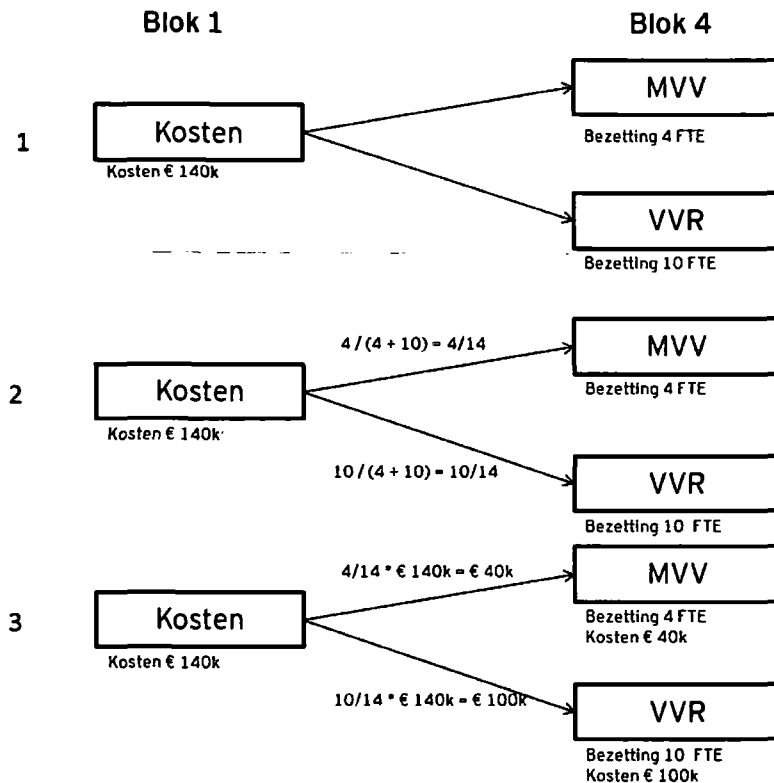 Blok 1
Blok 4
1
Kosten
Kosten € 140k
MVV
Bezetting 4 FTE
VVR
Bezetting 10 FTE
2
Kosten
Kosten € 140k
4 / (4 + 10) = 4/14
10 / (4 + 10) = 10/14
MVV
Bezetting 4 FTE
VVR
Bezetting 10 FTE
3
Kosten
Kosten € 140k
4/14 * € 140k = € 40k
10/14 * € 140k = € 100k
MVV
Bezetting 4 FTE
Kosten € 40k
VVR
Bezetting 10 FTE
Kosten € 100k